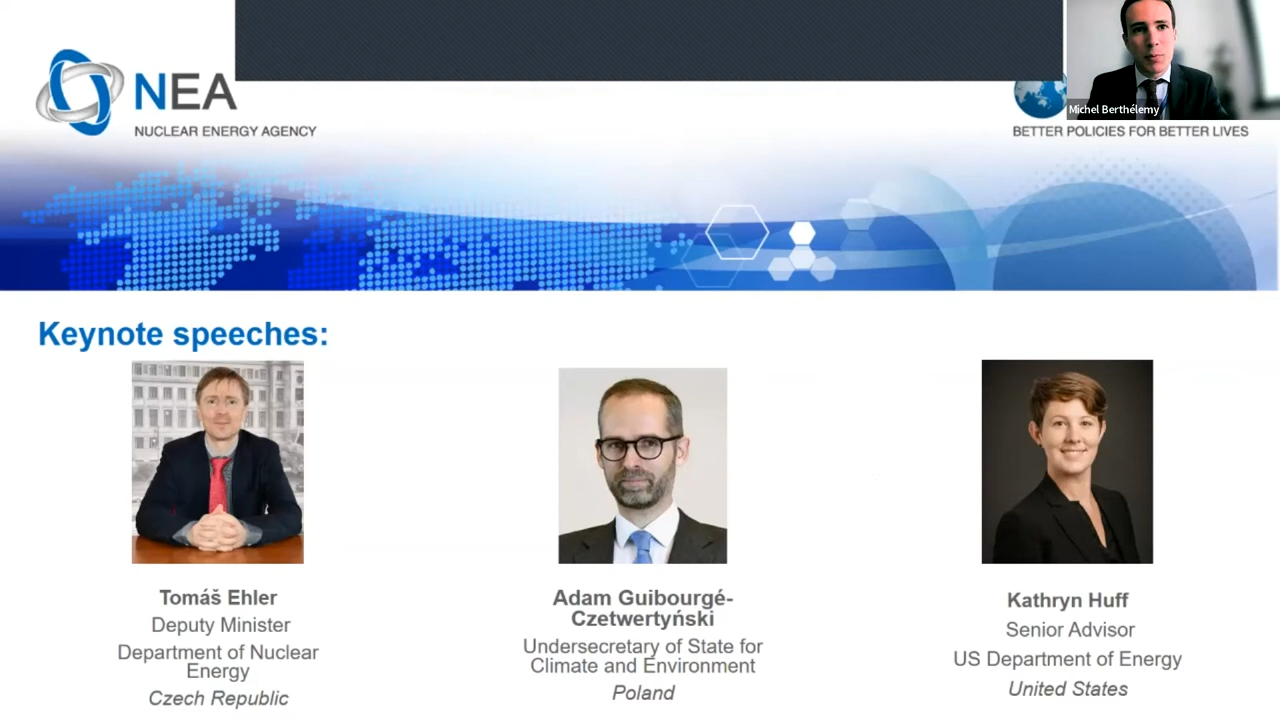 NEA
NUCLEAR ENERGY AGENCY
Michel Berthélemy
BETTER POLICIES FOR BETTER LIVES
Keynote speeches:
Tomáš Ehler
Deputy Minister
Department of Nuclear
Energy
Czech Republic
Adam Guibourgé-
Czetwertyński
Undersecretary of State for
Climate and Environment
Poland
Kathryn Huff
Senior Advisor
US Department of Energy
United States